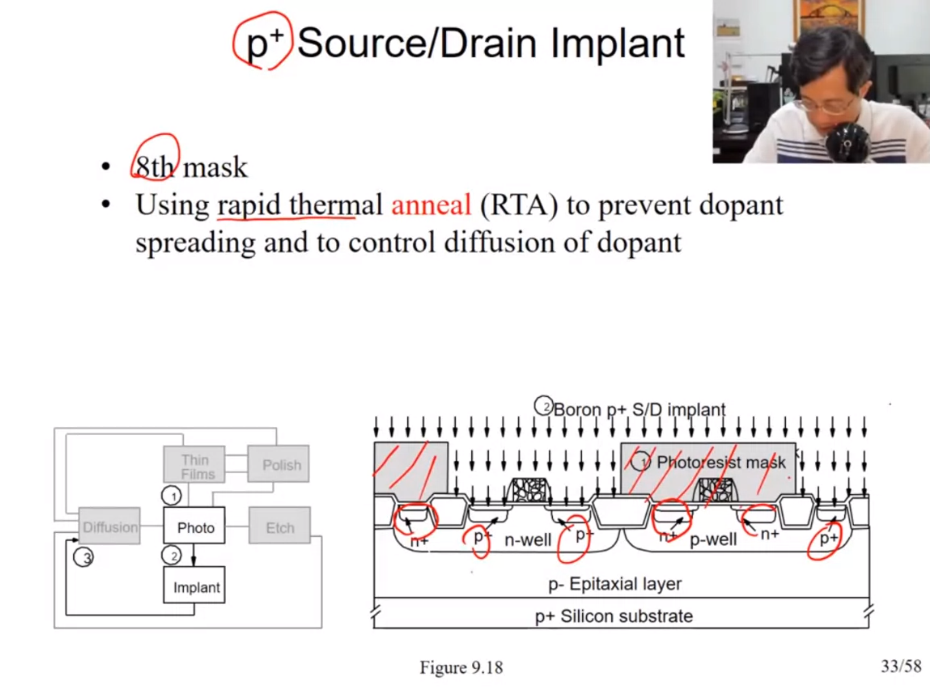 p+ Source/Drain Implant
• 8th mask
• Using rapid thermal anneal (RTA) to prevent dopant
spreading and to control diffusion of dopant
Thin
Films
Polish
1
Diffusion
Photo
Etch
3
2
Implant
2 Boron p+ S/D implant
1 Photoresist mask
n+
p+
n-well
p+
n+
p-well
n+
p+
p- Epitaxial layer
p+ Silicon substrate
Figure 9.18
33/58